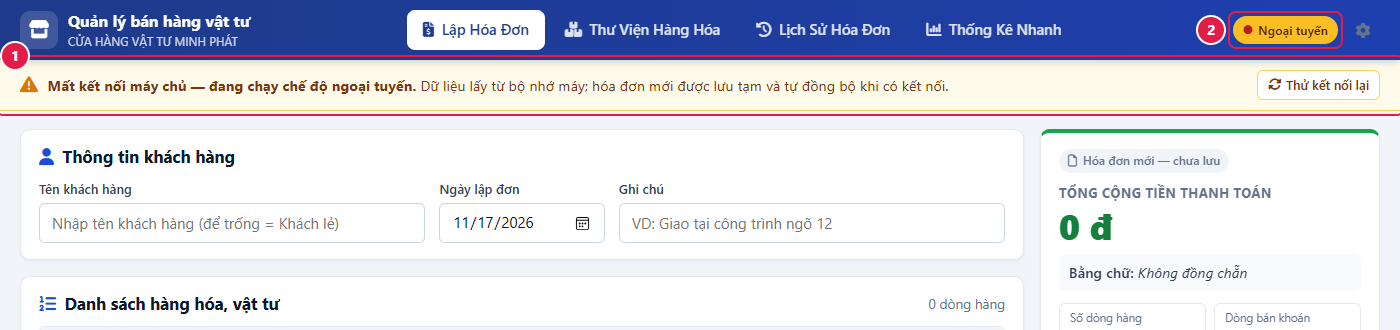 Quản lý bán hàng vật tư
CỬA HÀNG VẬT TƯ MINH PHÁT
Lập Hóa Đơn
Thư Viện Hàng Hóa
Lịch Sử Hóa Đơn
Thống Kê Nhanh
2
Ngoại tuyến
1
Mất kết nối máy chủ — đang chạy chế độ ngoại tuyến. Dữ liệu lấy từ bộ nhớ máy; hóa đơn mới được lưu tạm và tự đồng bộ khi có kết nối.
Thử kết nối lại
Thông tin khách hàng
Tên khách hàng
Ngày lập đơn
Ghi chú
Nhập tên khách hàng (để trống = Khách lẻ)
11/17/2026
VD: Giao tại công trình ngõ 12
Danh sách hàng hóa, vật tư
0 dòng hàng
Hóa đơn mới — chưa lưu
TỔNG CỘNG TIỀN THANH TOÁN
0 đ
Bằng chữ: Không đồng chẵn
Số dòng hàng
Dòng bán khoán